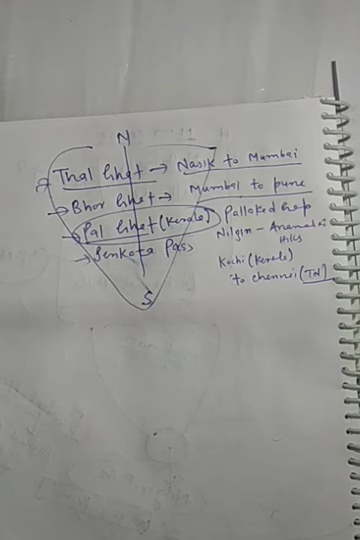 N
Thal Ghat → Nasik to Mumbai
→ Bhor Ghat → Mumbai to pune
→ Pal Ghat (Kerala) Pallakad Gap
Nilgiri - Anamalai
Hills
→ Senkota Pass
Kochi (Kerala)
to chennai (TN)
S